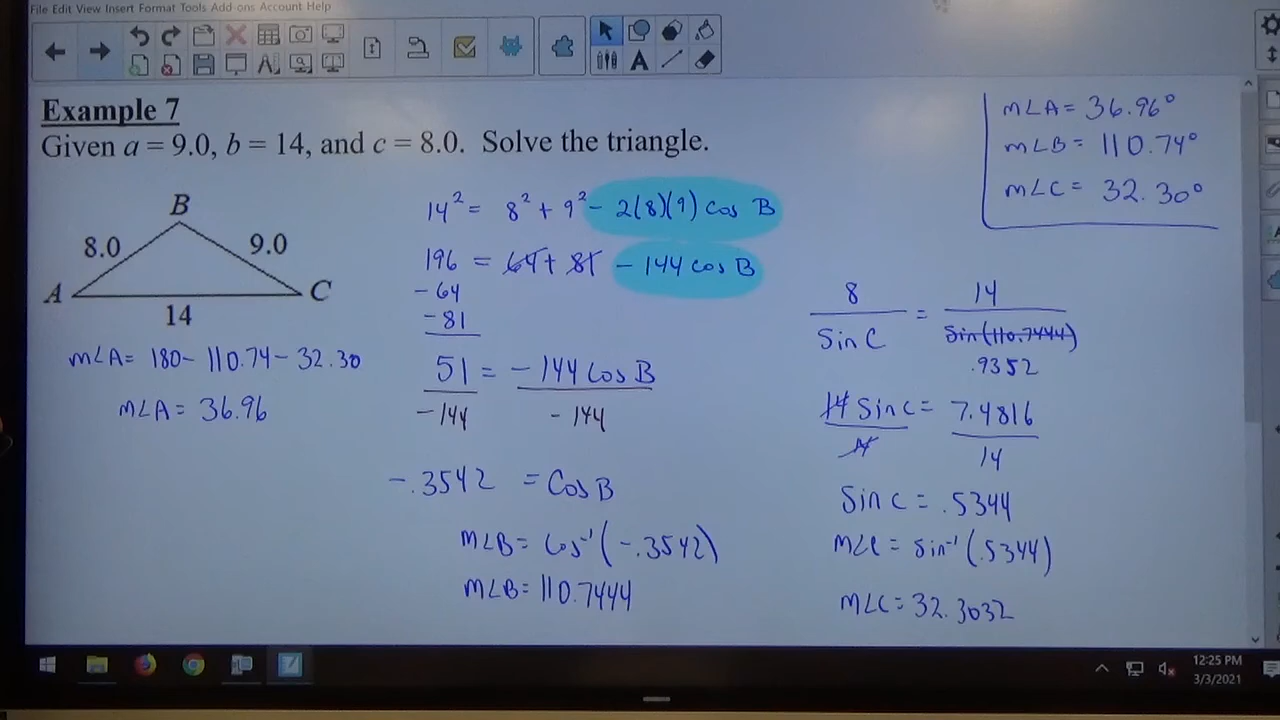 File Edit View Insert Format Tools Add-ons Account Help
Example 7
Given a = 9.0, b = 14, and c = 8.0. Solve the triangle.
B
8.0
9.0
A
C
14
m∠A= 180- 110.74- 32.30
m∠A= 36.96
14² = 8² + 9² - 2(8)(9) cos B
196 = 64+ 81 - 144 cos B
-64
-81
51 = - 144 cos B
-144 -144
-.3542 = Cos B
m∠B= Cos⁻¹(-.3542)
m∠B= 110.7444
m∠A= 36.96°
m∠B= 110.74°
m∠C= 32.30°
8 = 14
Sin C Sin(110.7444)
.9352
14 Sin C = 7.4816
14 14
Sin C = .5344
m∠C = Sin⁻¹(.5344)
m∠C= 32.3032
12:25 PM
3/3/2021